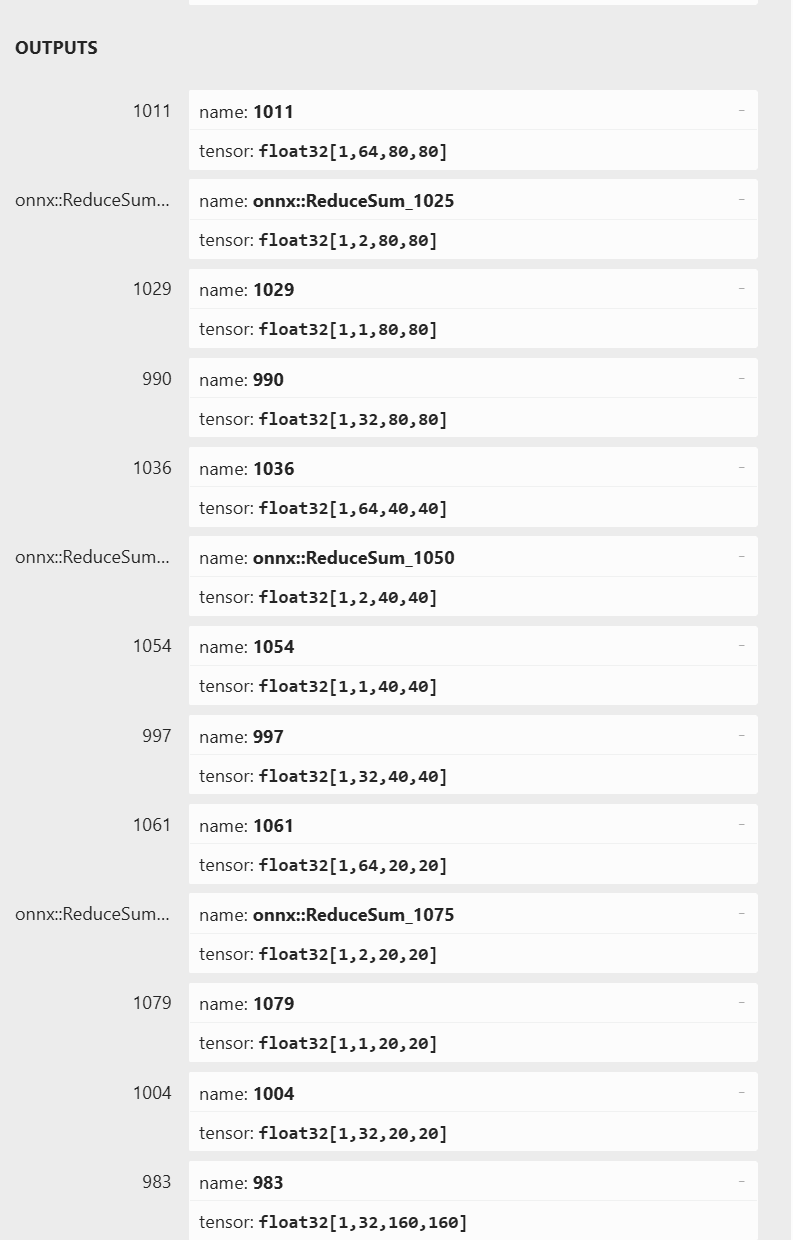 OUTPUTS
1011 name: 1011 -
tensor: float32[1,64,80,80]
onnx::ReduceSum... name: onnx::ReduceSum_1025 -
tensor: float32[1,2,80,80]
1029 name: 1029 -
tensor: float32[1,1,80,80]
990 name: 990 -
tensor: float32[1,32,80,80]
1036 name: 1036 -
tensor: float32[1,64,40,40]
onnx::ReduceSum... name: onnx::ReduceSum_1050 -
tensor: float32[1,2,40,40]
1054 name: 1054 -
tensor: float32[1,1,40,40]
997 name: 997 -
tensor: float32[1,32,40,40]
1061 name: 1061 -
tensor: float32[1,64,20,20]
onnx::ReduceSum... name: onnx::ReduceSum_1075 -
tensor: float32[1,2,20,20]
1079 name: 1079 -
tensor: float32[1,1,20,20]
1004 name: 1004 -
tensor: float32[1,32,20,20]
983 name: 983 -
tensor: float32[1,32,160,160]